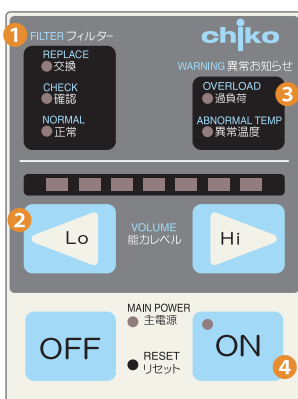 1 FILTER フィルター
chiko
REPLACE
交換
WARNING 異常お知らせ
CHECK
確認
OVERLOAD
過負荷
3
NORMAL
正常
ABNORMAL TEMP
異常温度
2
Lo
VOLUME
能力レベル
Hi
MAIN POWER
主電源
OFF
RESET
リセット
ON
4